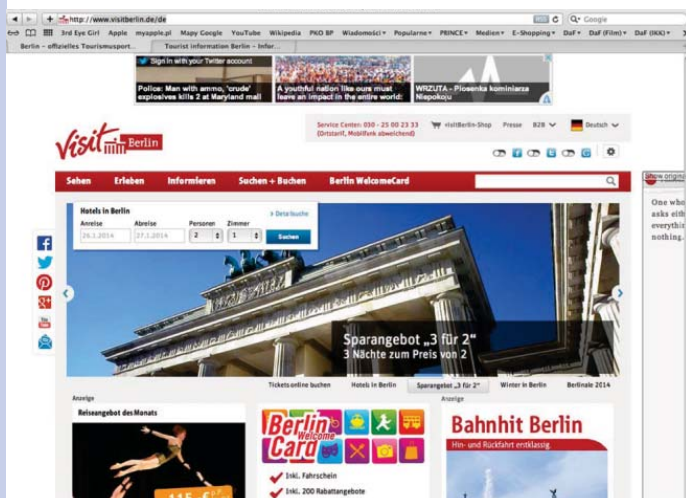 http://www.visitberlin.de/de
Google
3rd Eye Girl Apple myapple.pl Mapy Google YouTube Wikipedia PKO BP Wiadomości Popularne PRINCE Medien E-Shopping DaF DaF (Film) DaF (IKK)
Berlin – offizielles Tourismusport...
Tourist information Berlin – Infor...
Sign in with your Twitter account
Police: Man with ammo, 'crude' explosives kills 2 at Maryland mall
A youthful nation like ours must leave an impact in the entire world:
WRZUTA - Piosenka kominiarza Niepokoju
Service Center: 030 - 25 00 23 33
(Ortstarif, Mobilfunk abweichend)
visitBerlin-Shop Presse B2B Deutsch
Visit Berlin
Sehen Erleben Informieren Suchen + Buchen Berlin WelcomeCard
Show original
One who
asks eith
everythin
nothing.
Hotels in Berlin
> Detailsuche
Anreise Abreise Personen Zimmer
26.1.2014 27.1.2014 2 1 Suchen
Sparangebot „3 für 2“
3 Nächte zum Preis von 2
Tickets online buchen Hotels in Berlin Sparangebot „3 für 2“ Winter in Berlin Berlinale 2014
Anzeige
Anzeige
Reiseangebot des Monats
Berlin
Welcome
Card
Inkl. Fahrschein
Inkl. 200 Rabattangebote
Bahnhit Berlin
Hin- und Rückfahrt entklassig.